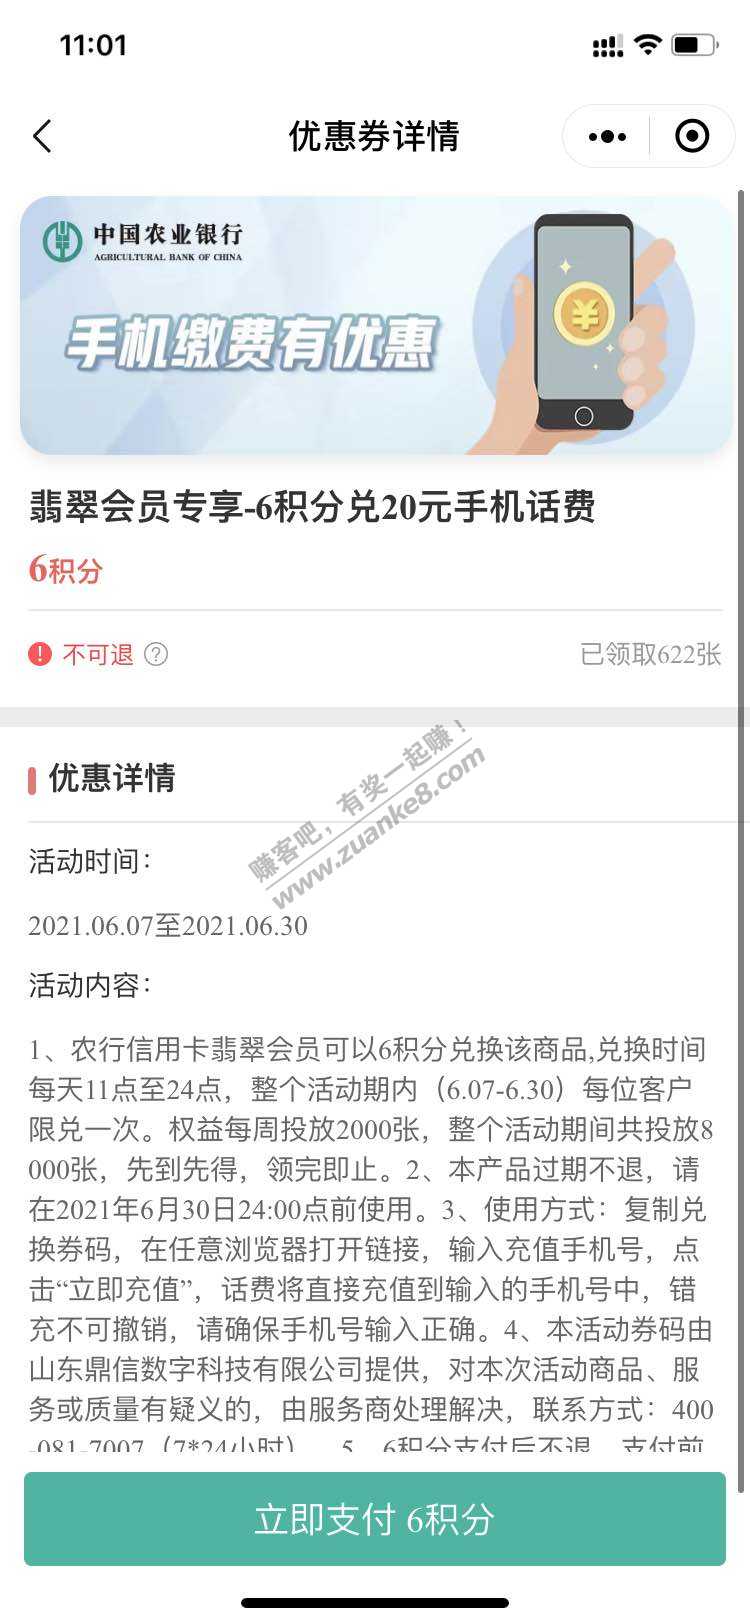 11:01
优惠券详情
中国农业银行
AGRICULTURAL BANK OF CHINA
手机缴费有优惠
¥
翡翠会员专享-6积分兑20元手机话费
6积分
! 不可退 ?
已领取622张
优惠详情
赚客吧，有奖一起赚！
www.zuanke8.com
活动时间：
2021.06.07至2021.06.30
活动内容：
1、农行信用卡翡翠会员可以6积分兑换该商品,兑换时间
每天11点至24点，整个活动期内（6.07-6.30）每位客户
限兑一次。权益每周投放2000张，整个活动期间共投放8
000张，先到先得，领完即止。2、本产品过期不退，请
在2021年6月30日24:00点前使用。3、使用方式：复制兑
换券码，在任意浏览器打开链接，输入充值手机号，点
击“立即充值”，话费将直接充值到输入的手机号中，错
充不可撤销，请确保手机号输入正确。4、本活动券码由
山东鼎信数字科技有限公司提供，对本次活动商品、服
务或质量有疑义的，由服务商处理解决，联系方式：400
-081-7007（7*24小时）。5、6积分支付后不退，支付前
立即支付 6积分